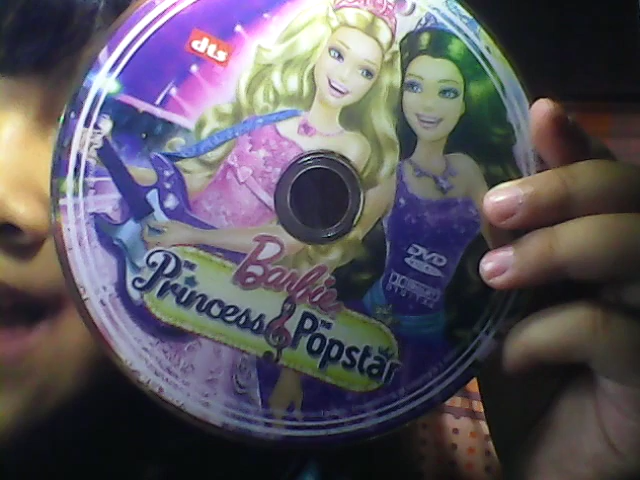 dts
DVD
Barbie
THE
Princess & THE
Popstar